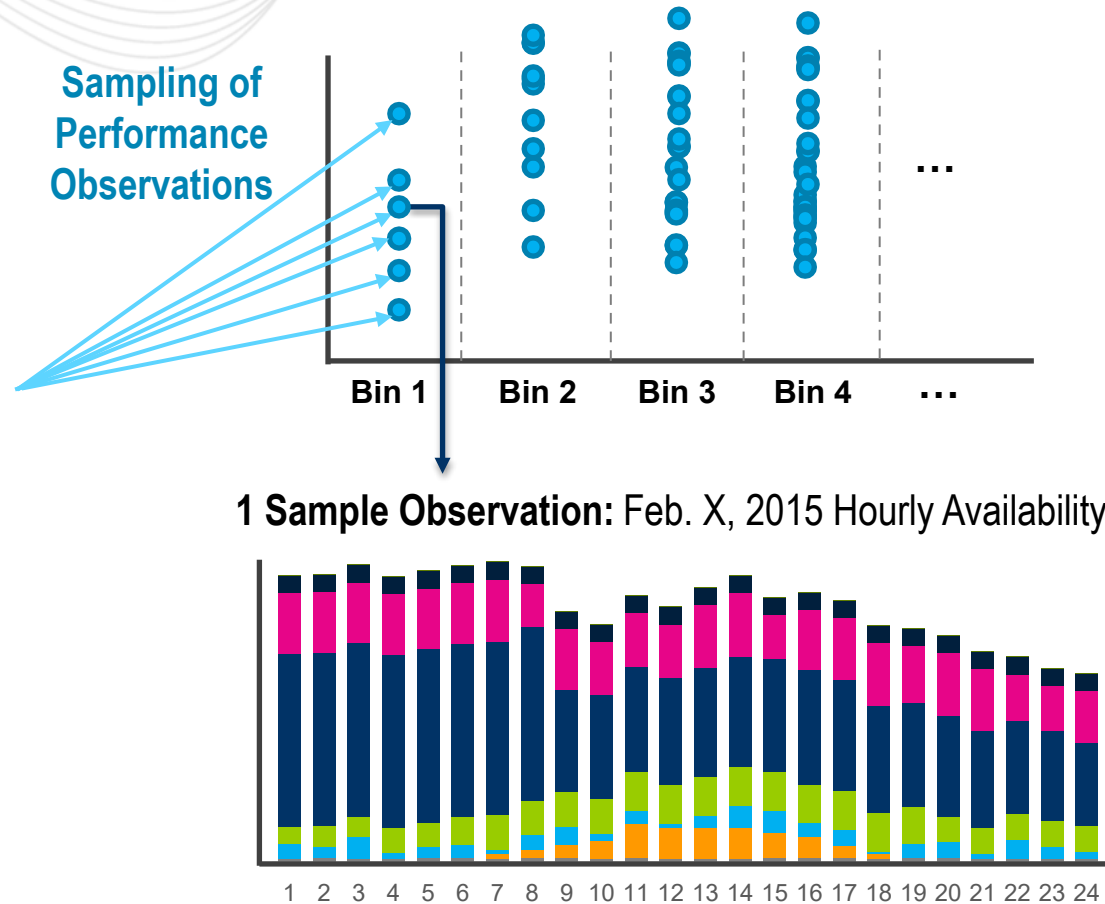 Sampling of
Performance
Observations
...
Bin 1 Bin 2 Bin 3 Bin 4 ...
1 Sample Observation: Feb. X, 2015 Hourly Availability
1 2 3 4 5 6 7 8 9 10 11 12 13 14 15 16 17 18 19 20 21 22 23 24